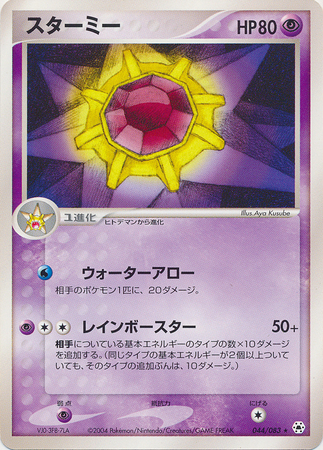 スターミー HP80
Illus.Aya Kusube
1進化 ヒトデマンから進化
ウォーターアロー
相手のポケモン1匹に、20ダメージ。
レインボースター 50+
相手についている基本エネルギーのタイプの数×10ダメージ
を追加する。(同じタイプの基本エネルギーが2個以上つい
ていても、そのタイプの追加ぶんは、10ダメージ。)
弱点 抵抗力 にげる
VJ0-3P8-7LA ©2004 Pokémon/Nintendo/Creatures/GAME FREAK. 044/083 ★